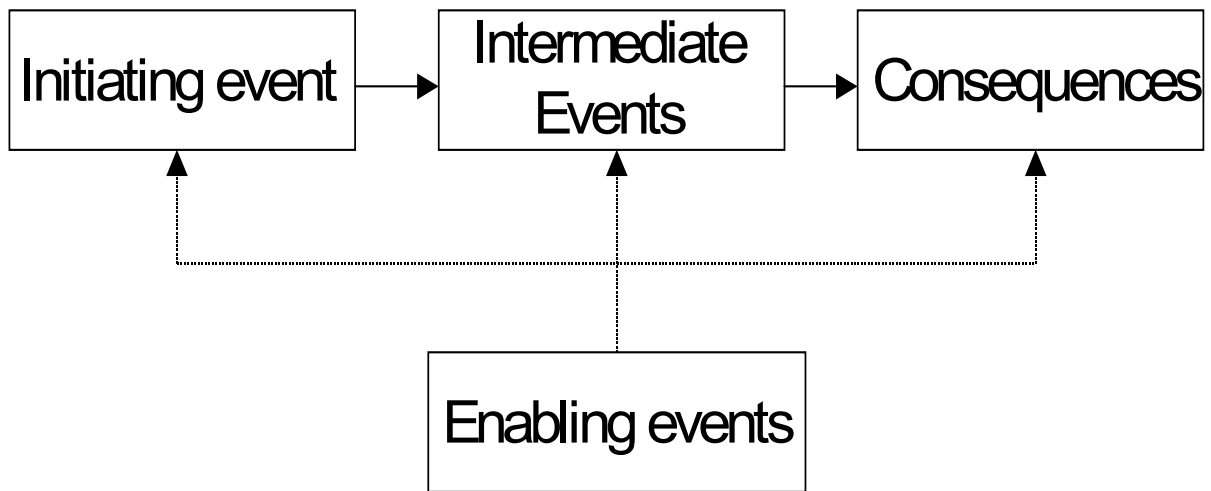 Initiating event
Intermediate
Events
Consequences
Enabling events